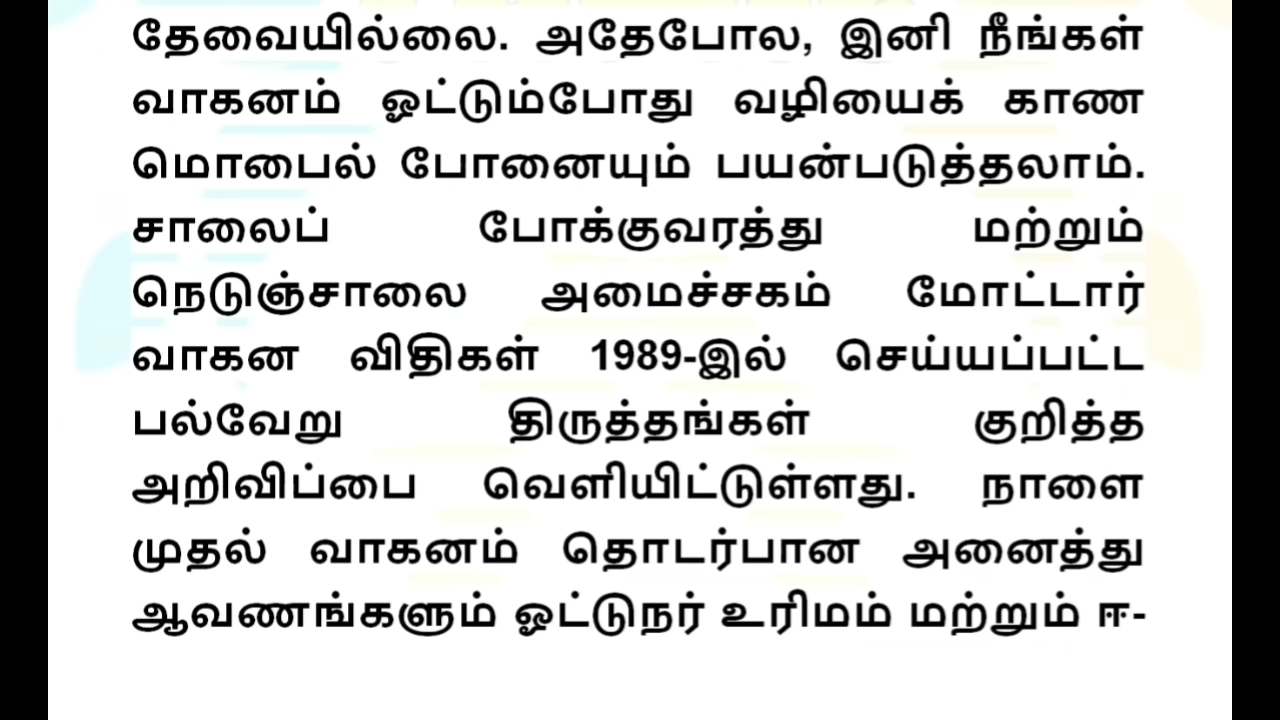 தேவையில்லை. அதேபோல, இனி நீங்கள்
வாகனம் ஓட்டும்போது வழியைக் காண
மொபைல் போனையும் பயன்படுத்தலாம்.
சாலைப் போக்குவரத்து மற்றும்
நெடுஞ்சாலை அமைச்சகம் மோட்டார்
வாகன விதிகள் 1989-இல் செய்யப்பட்ட
பல்வேறு திருத்தங்கள் குறித்த
அறிவிப்பை வெளியிட்டுள்ளது. நாளை
முதல் வாகனம் தொடர்பான அனைத்து
ஆவணங்களும் ஓட்டுநர் உரிமம் மற்றும் ஈ-